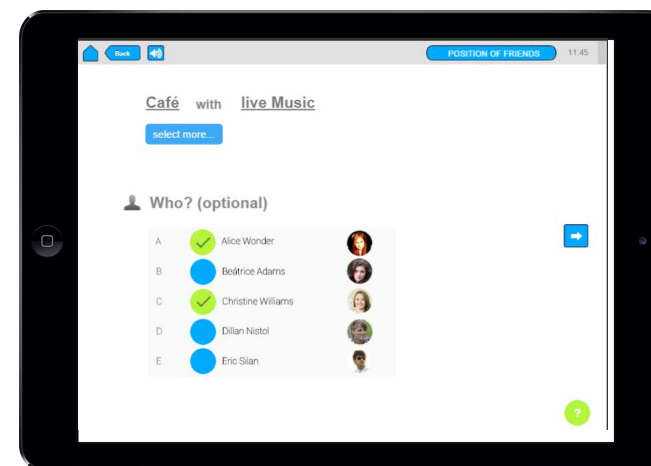 Back POSITION OF FRIENDS 11:45
Café with live Music
select more...
Who? (optional)
A Alice Wonder
B Beátrice Adams
C Christine Williams
D Dillan Nistol
E Eric Silan
?